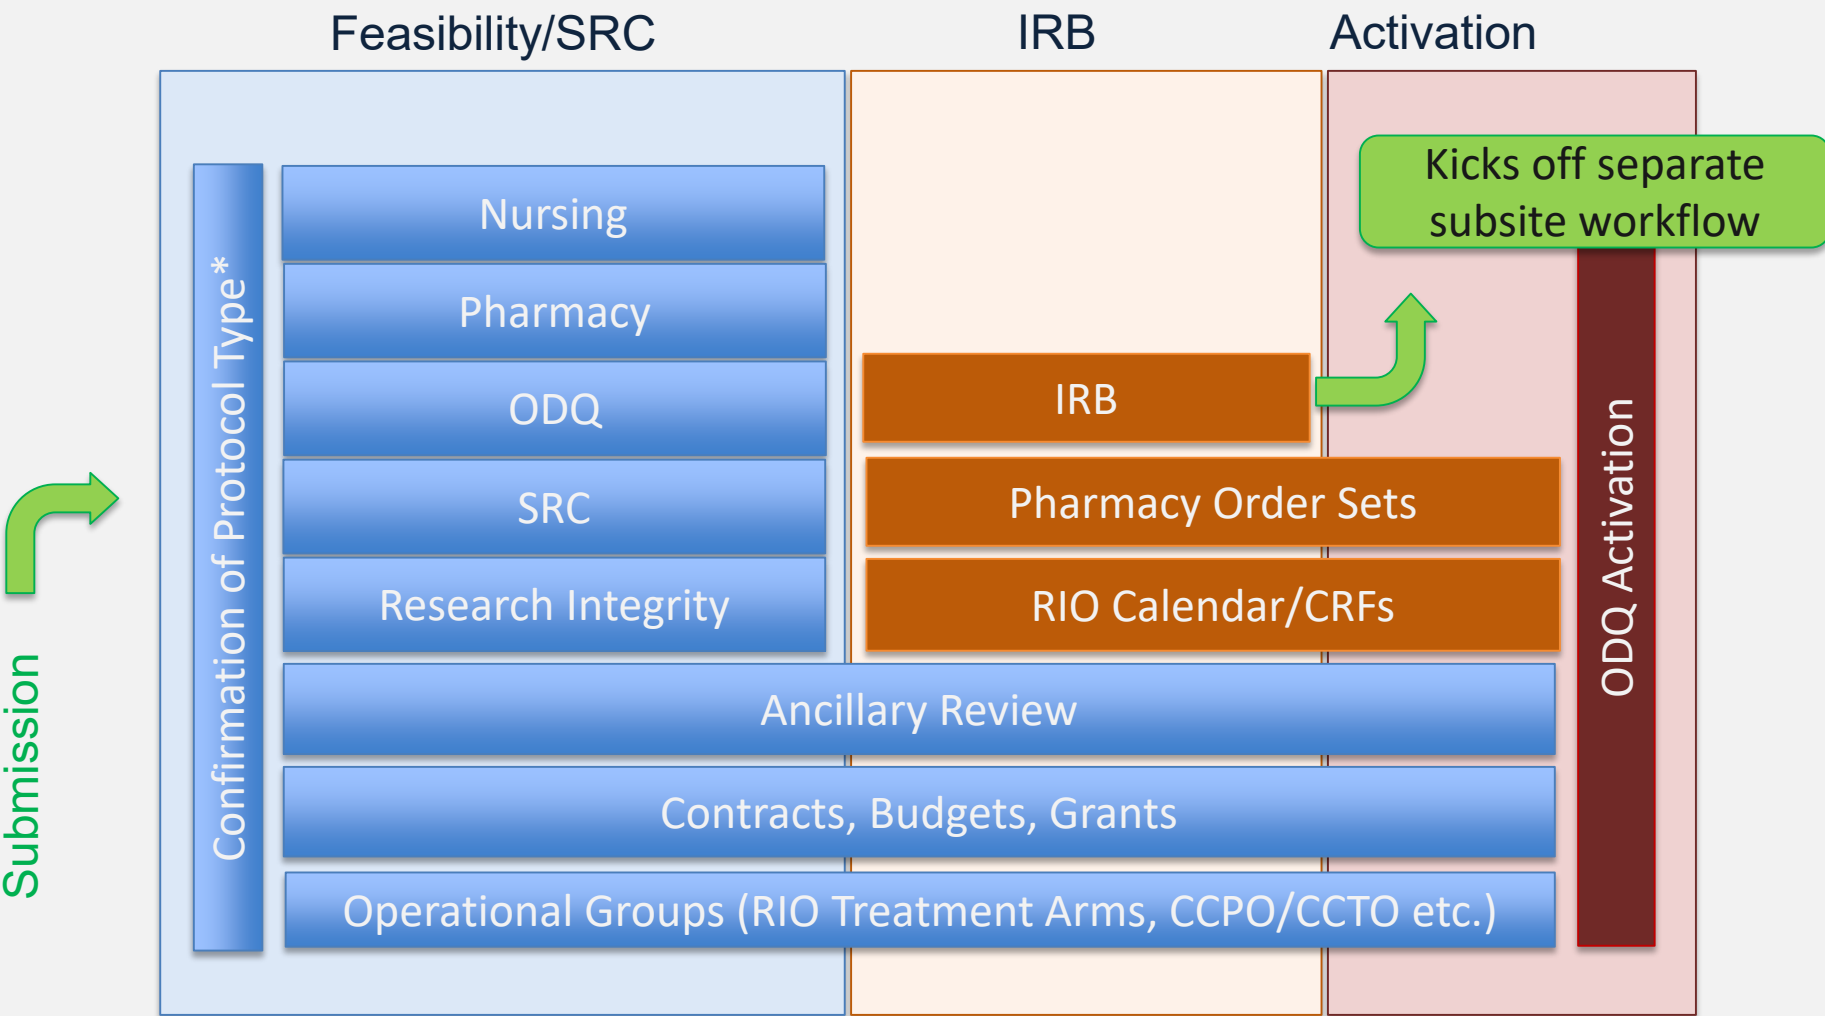 Feasibility/SRC
IRB
Activation
Submission
Confirmation of Protocol Type*
Nursing
Pharmacy
ODQ
SRC
Research Integrity
Ancillary Review
Contracts, Budgets, Grants
Operational Groups (RIO Treatment Arms, CCPO/CCTO etc.)
IRB
Pharmacy Order Sets
RIO Calendar/CRFs
Kicks off separate
subsite workflow
ODQ Activation